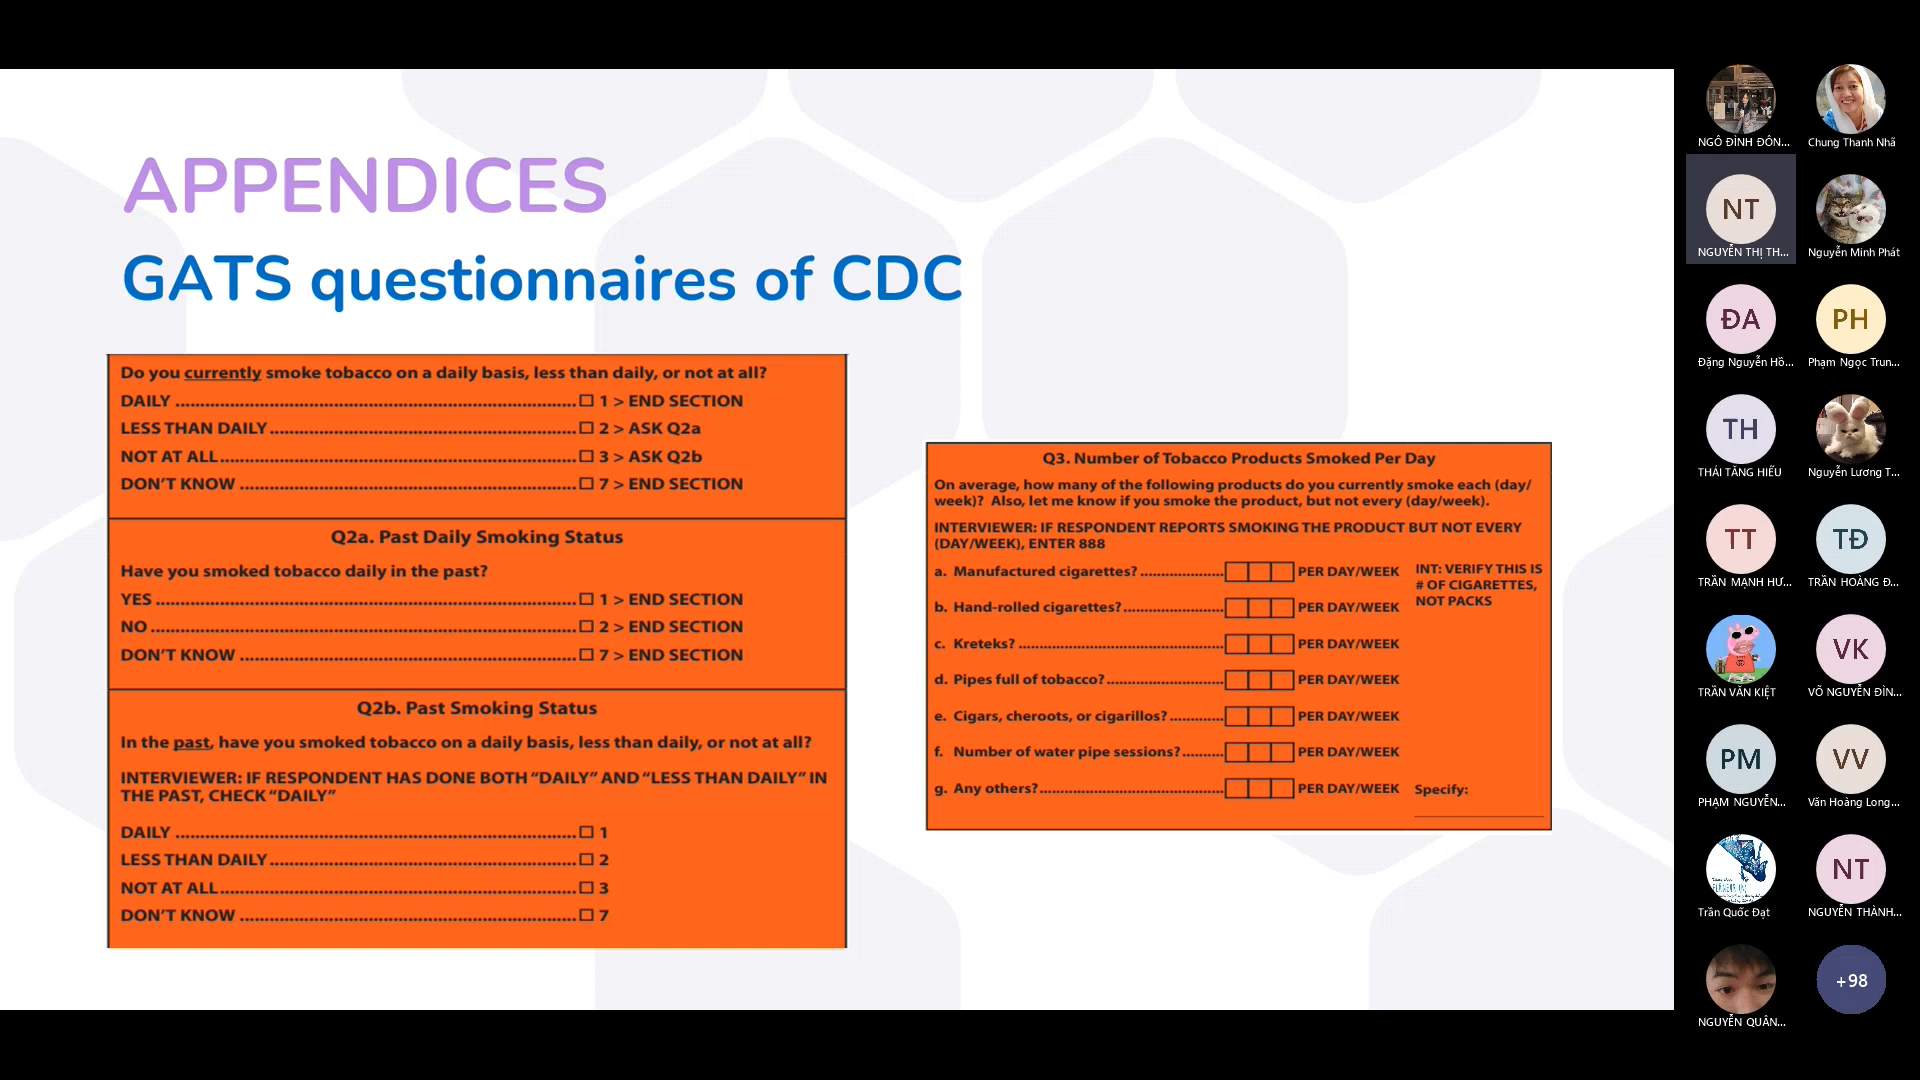 APPENDICES
GATS questionnaires of CDC
Do you currently smoke tobacco on a daily basis, less than daily, or not at all?
DAILY ........ ☐ 1 > END SECTION
LESS THAN DAILY ........ ☐ 2 > ASK Q2a
NOT AT ALL ........ ☐ 3 > ASK Q2b
DON'T KNOW ........ ☐ 7 > END SECTION
Q2a. Past Daily Smoking Status
Have you smoked tobacco daily in the past?
YES ........ ☐ 1 > END SECTION
NO ........ ☐ 2 > END SECTION
DON'T KNOW ........ ☐ 7 > END SECTION
Q2b. Past Smoking Status
In the past, have you smoked tobacco on a daily basis, less than daily, or not at all?
INTERVIEWER: IF RESPONDENT HAS DONE BOTH “DAILY” AND “LESS THAN DAILY” IN
THE PAST, CHECK “DAILY”
DAILY ........ ☐ 1
LESS THAN DAILY ........ ☐ 2
NOT AT ALL ........ ☐ 3
DON'T KNOW ........ ☐ 7
Q3. Number of Tobacco Products Smoked Per Day
On average, how many of the following products do you currently smoke each (day/
week)? Also, let me know if you smoke the product, but not every (day/week).
INTERVIEWER: IF RESPONDENT REPORTS SMOKING THE PRODUCT BUT NOT EVERY
(DAY/WEEK), ENTER 888
a. Manufactured cigarettes? ........ PER DAY/WEEK
INT: VERIFY THIS IS
# OF CIGARETTES,
NOT PACKS
b. Hand-rolled cigarettes? ........ PER DAY/WEEK
c. Kreteks? ........ PER DAY/WEEK
d. Pipes full of tobacco? ........ PER DAY/WEEK
e. Cigars, cheroots, or cigarillos? ........ PER DAY/WEEK
f. Number of water pipe sessions? ........ PER DAY/WEEK
g. Any others? ........ PER DAY/WEEK Specify:
NGÔ ĐÌNH ĐÔN...
Chung Thanh Nhã
NT
NGUYỄN THỊ TH...
Nguyễn Minh Phát
ĐA
Đặng Nguyễn Hồ...
PH
Phạm Ngọc Trun...
TH
THÁI TĂNG HIẾU
Nguyễn Lương T...
TT
TRẦN MẠNH HƯ...
TĐ
TRẦN HOÀNG Đ...
TRẦN VĂN KIỆT
VK
VÕ NGUYỄN ĐÌN...
PM
PHẠM NGUYỄN...
VV
Văn Hoàng Long...
Trần Quốc Đạt
NT
NGUYỄN THÀNH...
NGUYỄN QUÂN...
+98